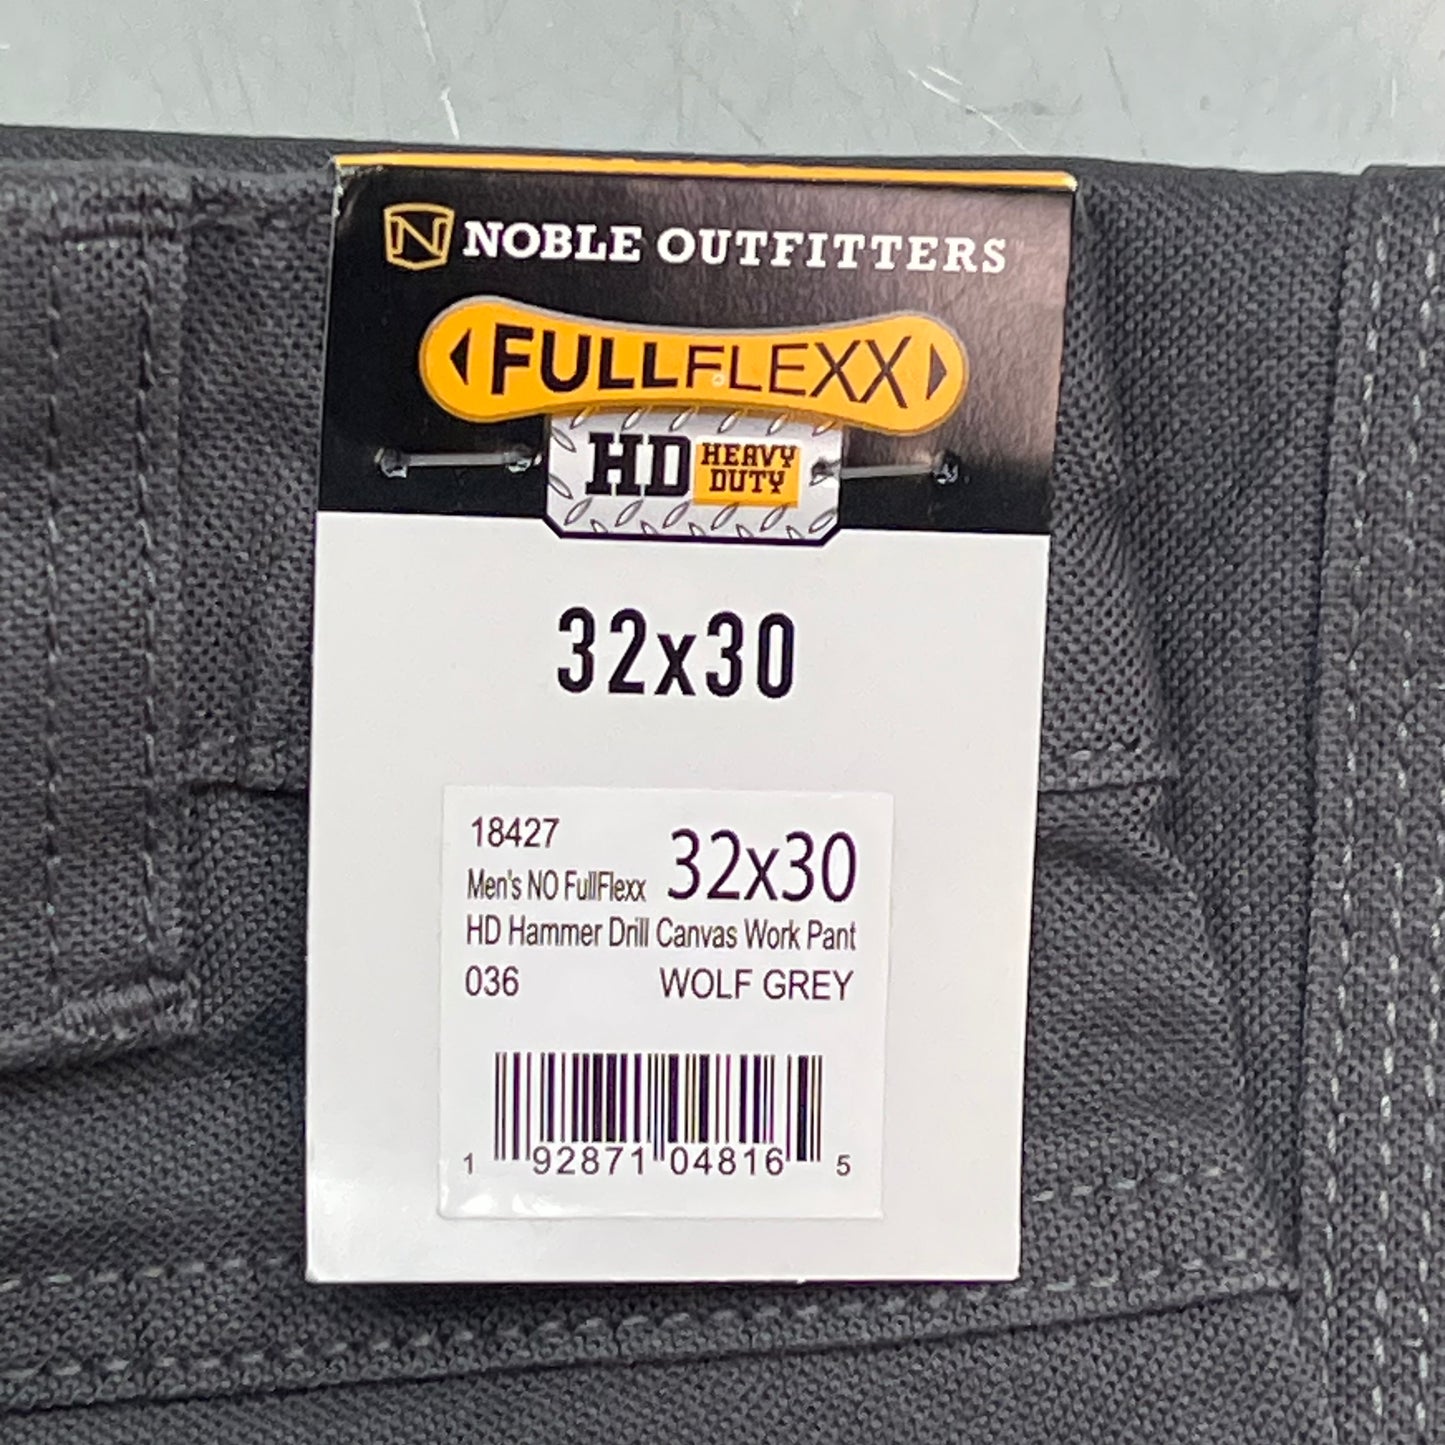 N NOBLE OUTFITTERS
FULLFLEXX
HD HEAVY DUTY
32x30
18427 32x30
Men's NO FullFlexx
HD Hammer Drill Canvas Work Pant
036 WOLF GREY
1 92871 04816 5